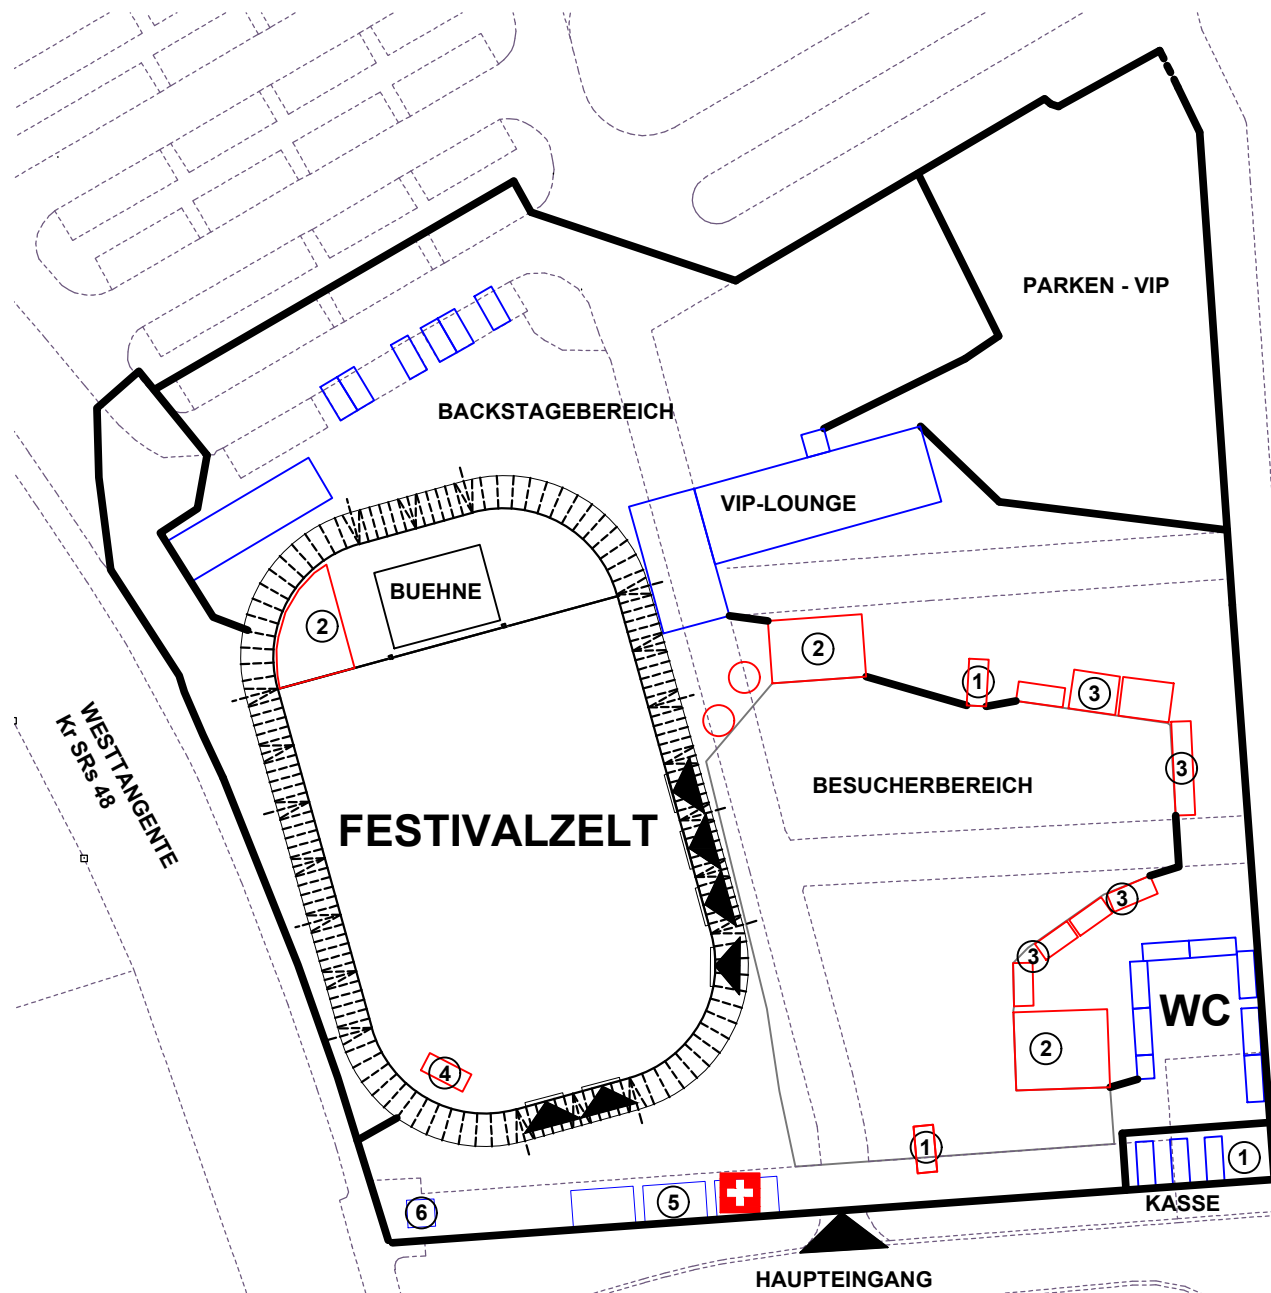 PARKEN - VIP
BACKSTAGEBEREICH
VIP-LOUNGE
BUEHNE
2
2
1
3
3
WESTTANGENTE
Kr SRs 48
BESUCHERBEREICH
FESTIVALZELT
3
3
WC
2
4
1
1
5
6
KASSE
HAUPTEINGANG